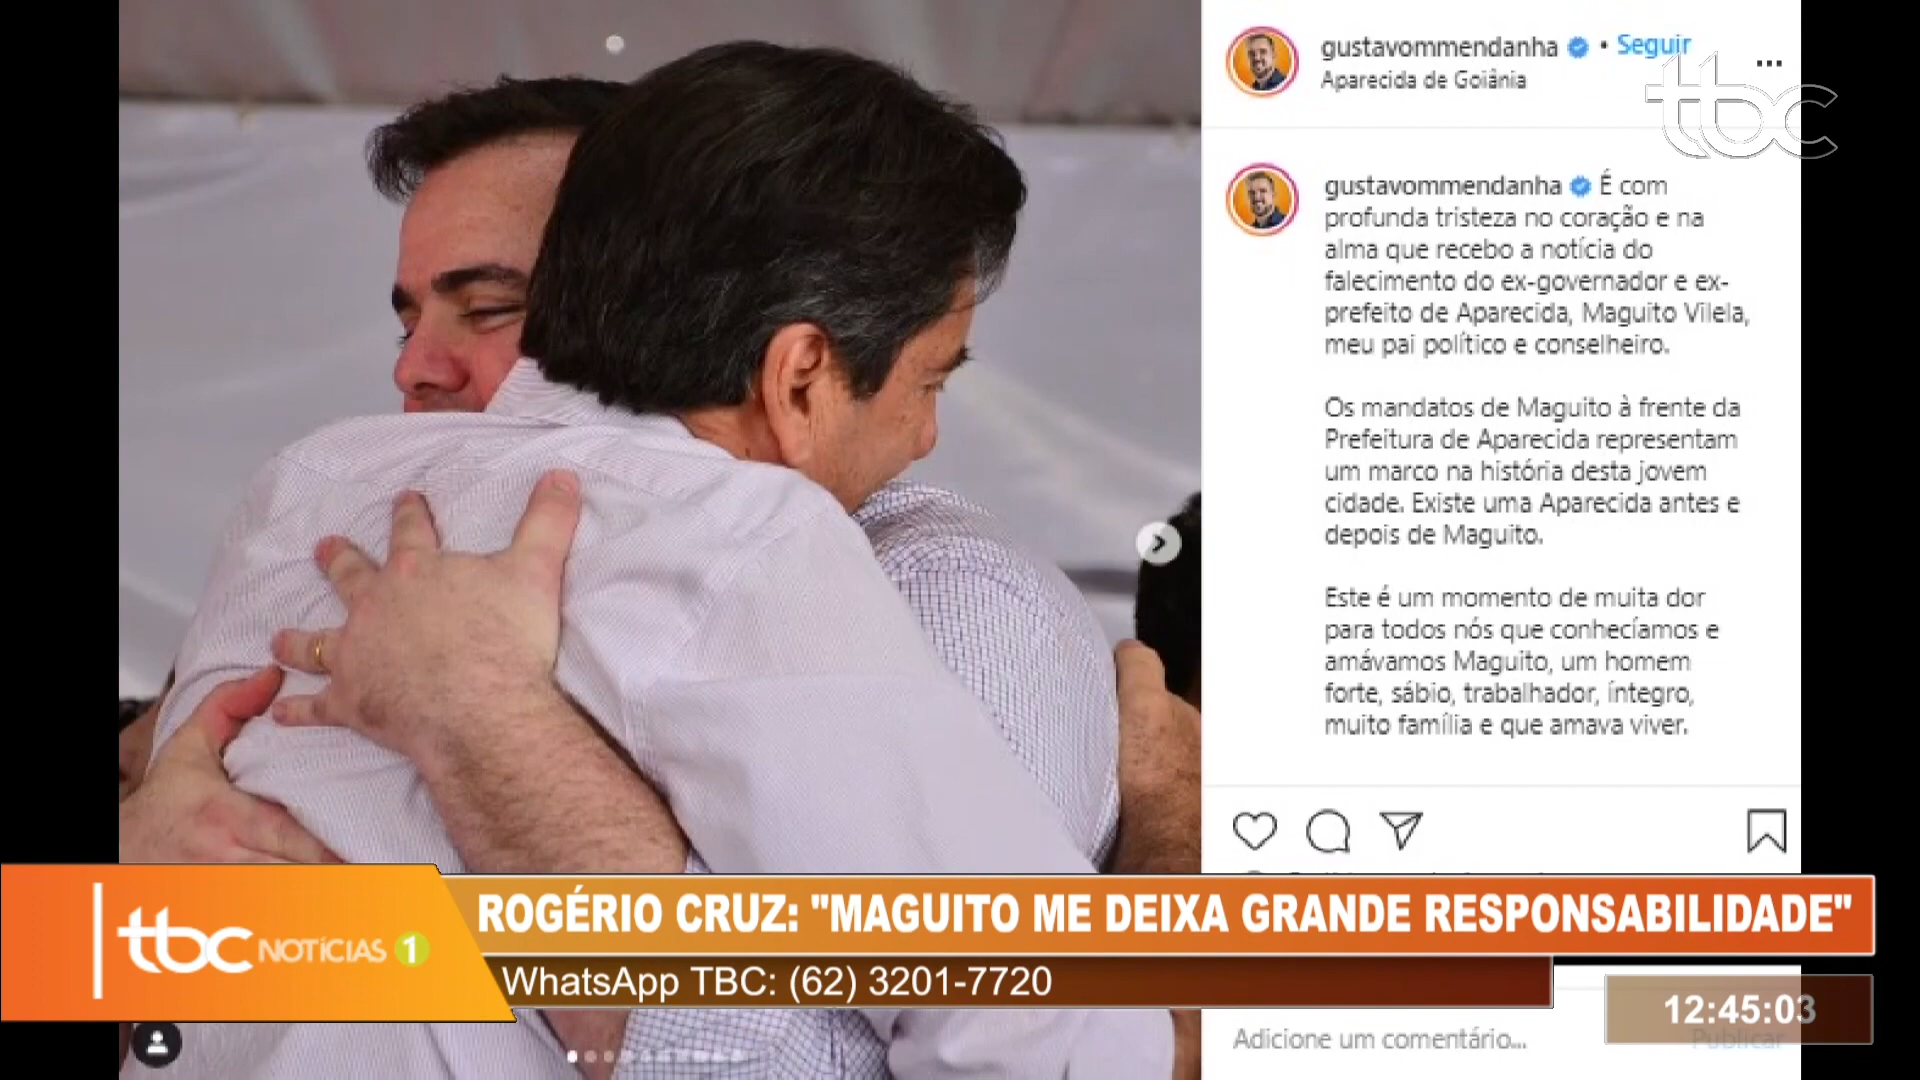 gustavommendanha • Seguir
Aparecida de Goiânia
tbc
gustavommendanha É com
profunda tristeza no coração e na
alma que recebo a notícia do
falecimento do ex-governador e ex-
prefeito de Aparecida, Maguito Vilela,
meu pai político e conselheiro.
Os mandatos de Maguito à frente da
Prefeitura de Aparecida representam
um marco na história desta jovem
cidade. Existe uma Aparecida antes e
depois de Maguito.
Este é um momento de muita dor
para todos nós que conhecíamos e
amávamos Maguito, um homem
forte, sábio, trabalhador, íntegro,
muito família e que amava viver.
ROGÉRIO CRUZ: "MAGUITO ME DEIXA GRANDE RESPONSABILIDADE"
tbc NOTÍCIAS 1
WhatsApp TBC: (62) 3201-7720
12:45:03
Adicione um comentário...
Publicar